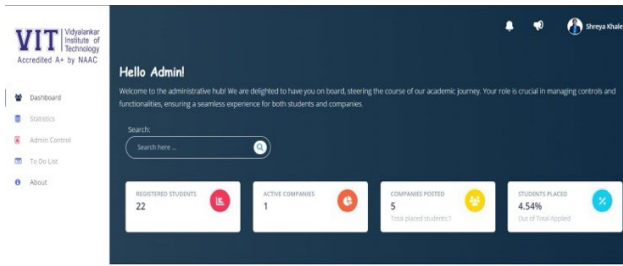 VIT
Vidyalankar
Institute of
Technology
Accredited A+ by NAAC
Shreya Khale
Dashboard
Statistics
Admin Control
To Do List
About
Hello Admin!
Welcome to the administrative hub! We are delighted to have you on board, steering the course of our academic journey. Your role is crucial in managing controls and
functionalities, ensuring a seamless experience for both students and companies.
Search:
Search here ...
REGISTERED STUDENTS
22
ACTIVE COMPANIES
1
COMPANIES POSTED
5
Total placed students:1
STUDENTS PLACED
4.54%
Out of Total Applied